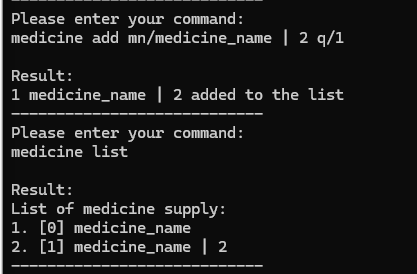 ----------------------------
Please enter your command:
medicine add mn/medicine_name | 2 q/1
Result:
1 medicine_name | 2 added to the list
----------------------------
Please enter your command:
medicine list
Result:
List of medicine supply:
1. [0] medicine_name
2. [1] medicine_name | 2
----------------------------